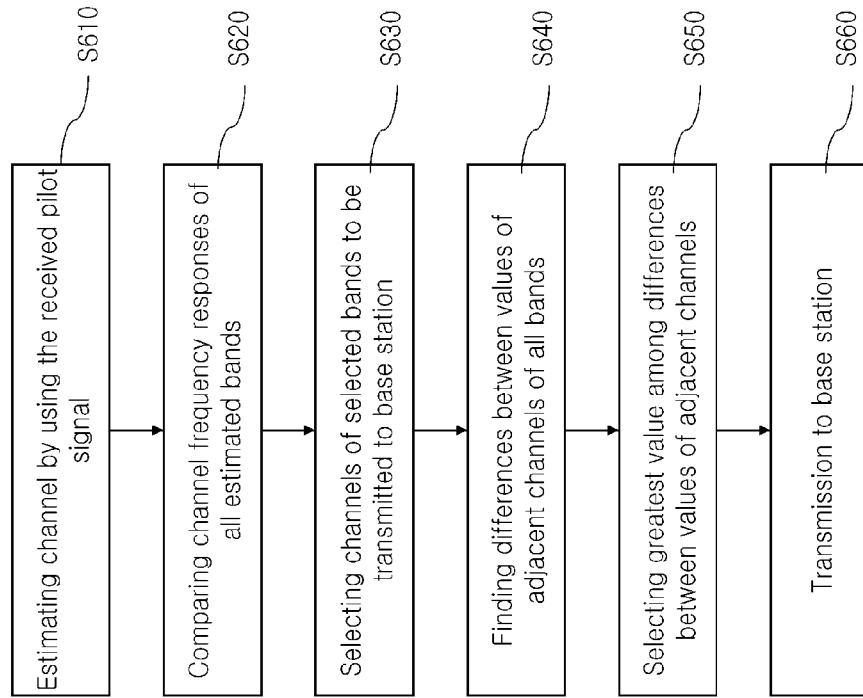 Estimating channel by using the received pilot
signal
S610
Comparing channel frequency responses of
all estimated bands
S620
Selecting channels of selected bands to be
transmitted to base station
S630
Finding differences between values of
adjacent channels of all bands
S640
Selecting greatest value among differences
between values of adjacent channels
S650
Transmission to base station
S660